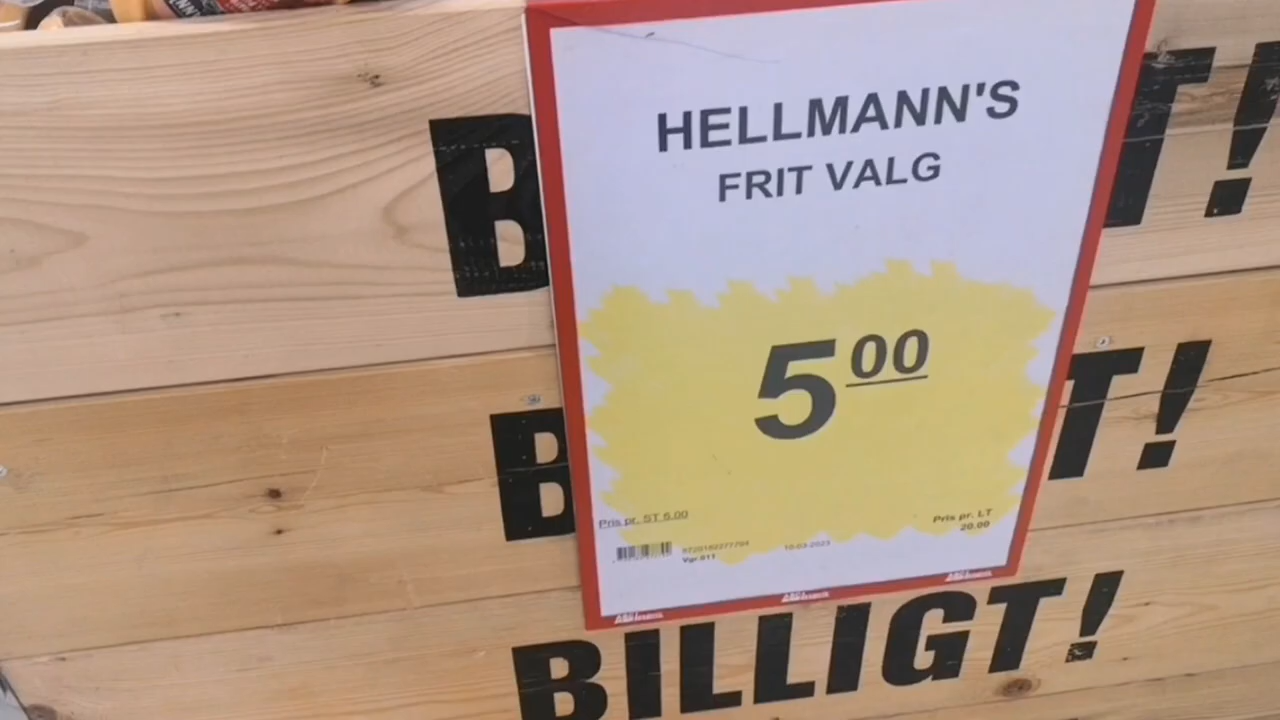 HELLMANN'S
FRIT VALG
5 00
Pris pr. ST 5.00
Pris pr. LT
20.00
10-03-2023
Vgr.011
BILLIGT!